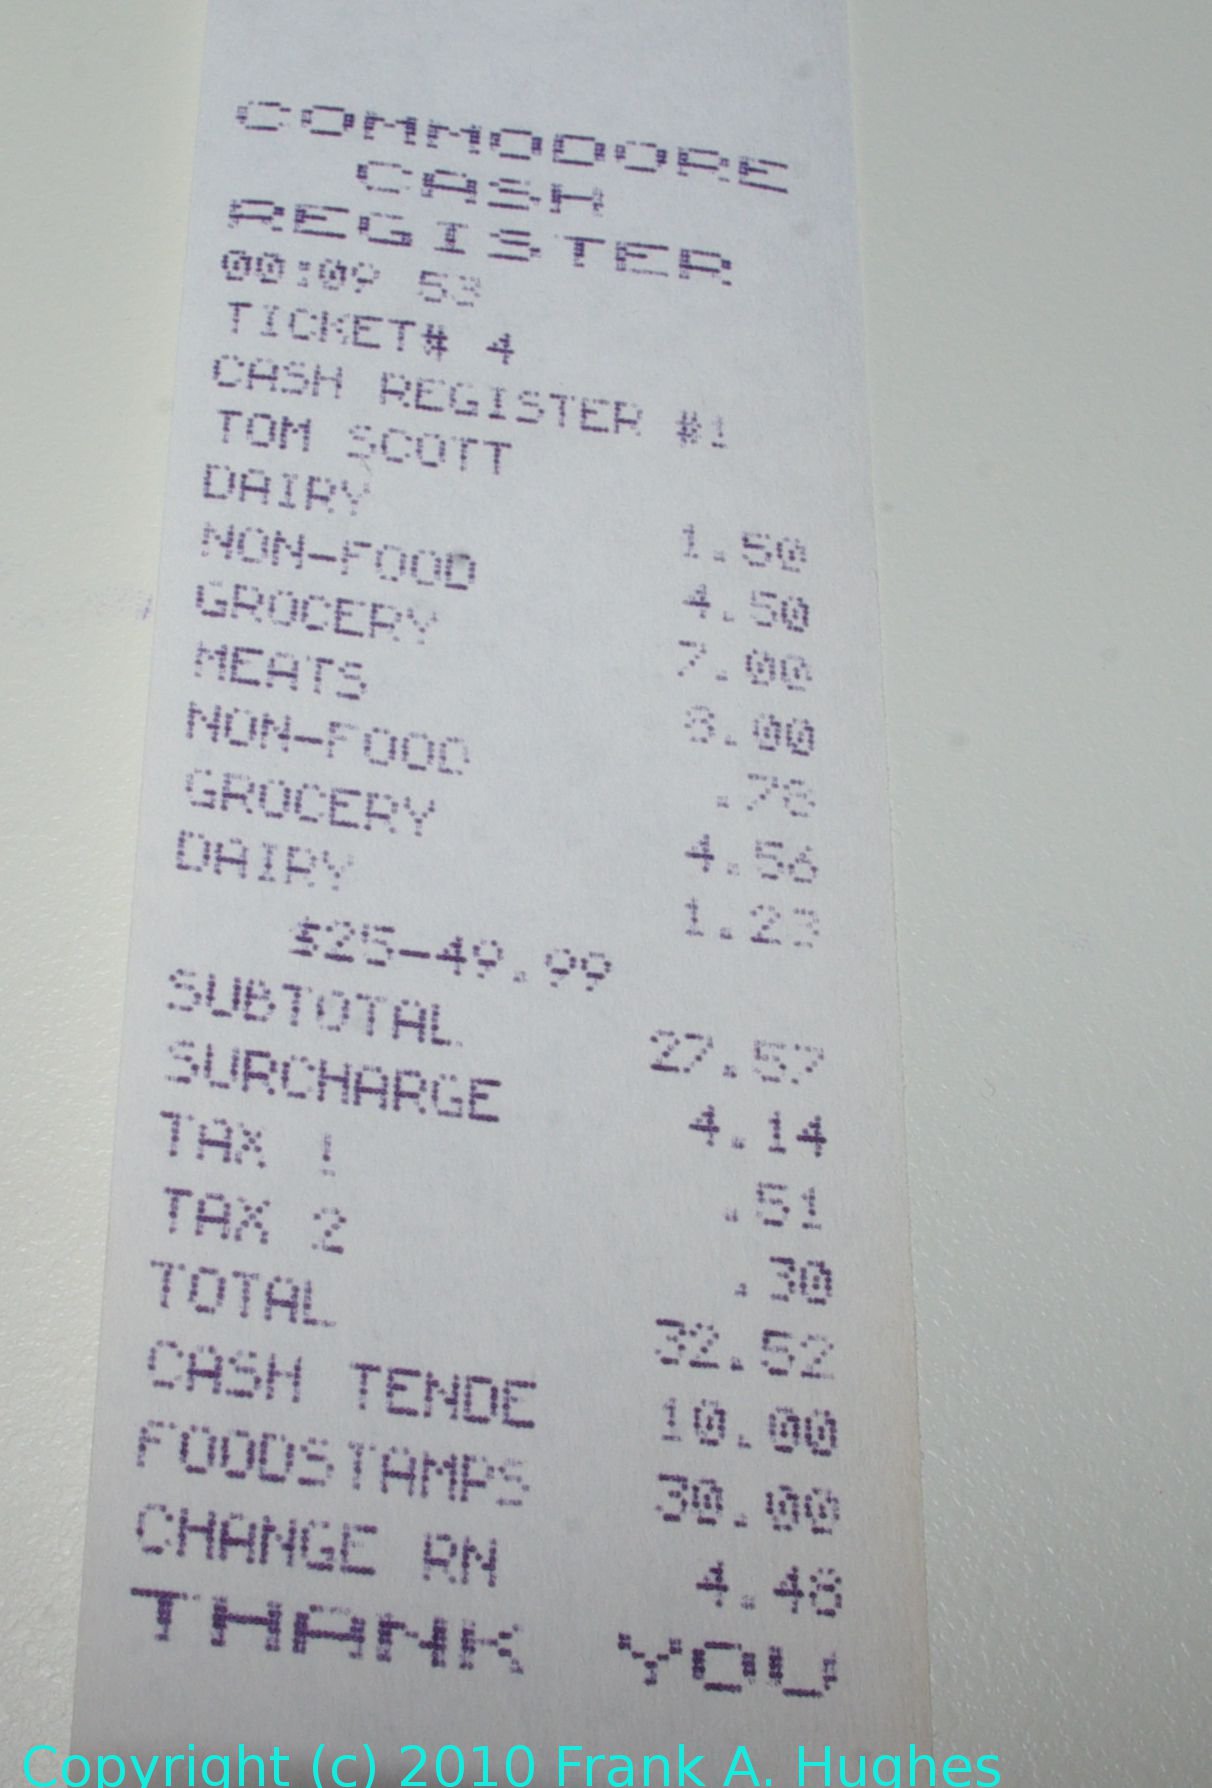 COMMODORE
CASH
REGISTER
00:09 53
TICKET# 4
CASH REGISTER #1
TOM SCOTT
DAIRY 1.50
NON-FOOD 4.50
GROCERY 7.00
MEATS 8.00
NON-FOOD .78
GROCERY 4.56
DAIRY 1.23
$25-49.99
SUBTOTAL 27.57
SURCHARGE 4.14
TAX 1 .51
TAX 2 .30
TOTAL 32.52
CASH TENDE 10.00
FOODSTAMPS 30.00
CHANGE RN 4.48
THANK YOU
Copyright (c) 2010 Frank A. Hughes